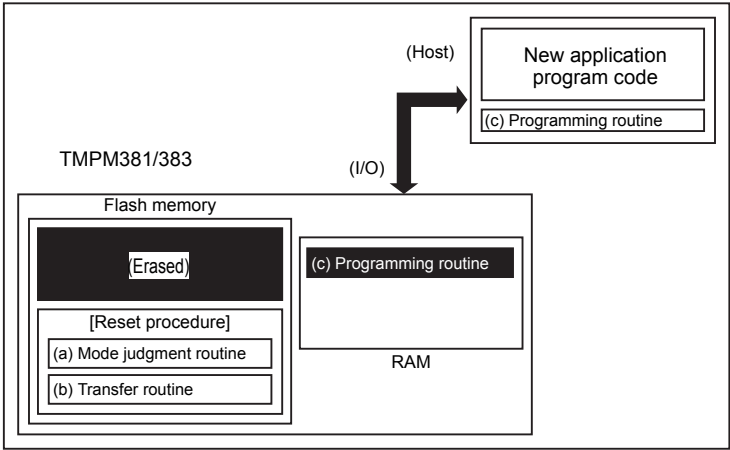 (Host)
New application
program code
(c) Programming routine
TMPM381/383
(I/O)
Flash memory
(Erased)
(c) Programming routine
[Reset procedure]
(a) Mode judgment routine
(b) Transfer routine
RAM